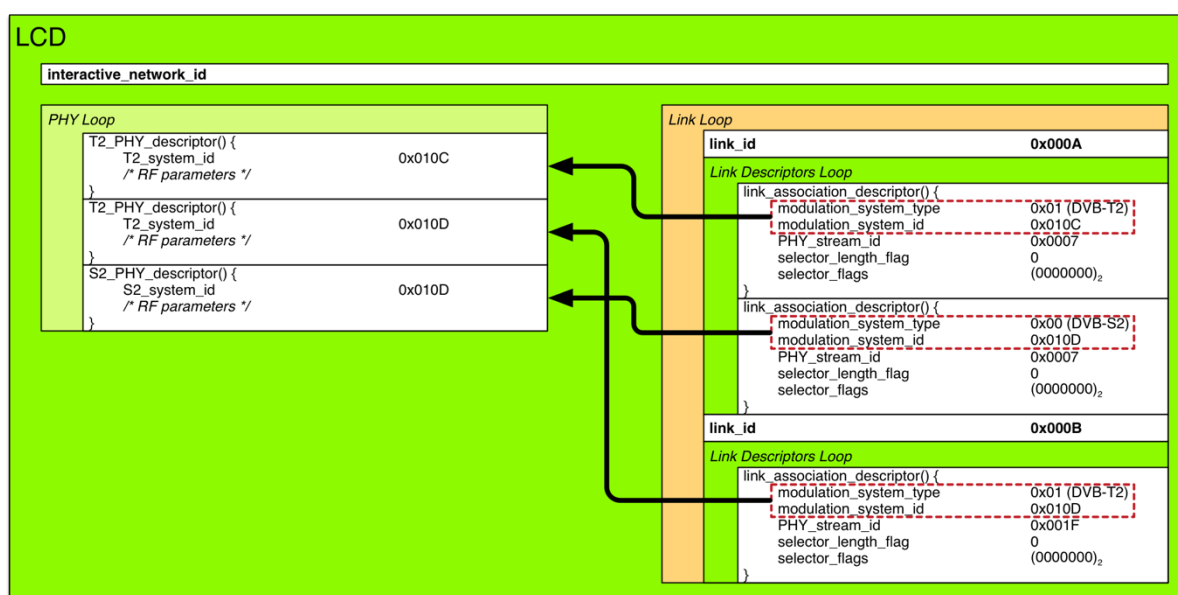 LCD
interactive_network_id
PHY Loop
T2_PHY_descriptor() {
T2_system_id 0x010C
/* RF parameters */
}
T2_PHY_descriptor() {
T2_system_id 0x010D
/* RF parameters */
}
S2_PHY_descriptor() {
S2_system_id 0x010D
/* RF parameters */
}
Link Loop
link_id 0x000A
Link Descriptors Loop
link_association_descriptor() {
modulation_system_type 0x01 (DVB-T2)
modulation_system_id 0x010C
PHY_stream_id 0x0007
selector_length_flag 0
selector_flags (0000000)₂
}
link_association_descriptor() {
modulation_system_type 0x00 (DVB-S2)
modulation_system_id 0x010D
PHY_stream_id 0x0007
selector_length_flag 0
selector_flags (0000000)₂
}
link_id 0x000B
Link Descriptors Loop
link_association_descriptor() {
modulation_system_type 0x01 (DVB-T2)
modulation_system_id 0x010D
PHY_stream_id 0x001F
selector_length_flag 0
selector_flags (0000000)₂
}